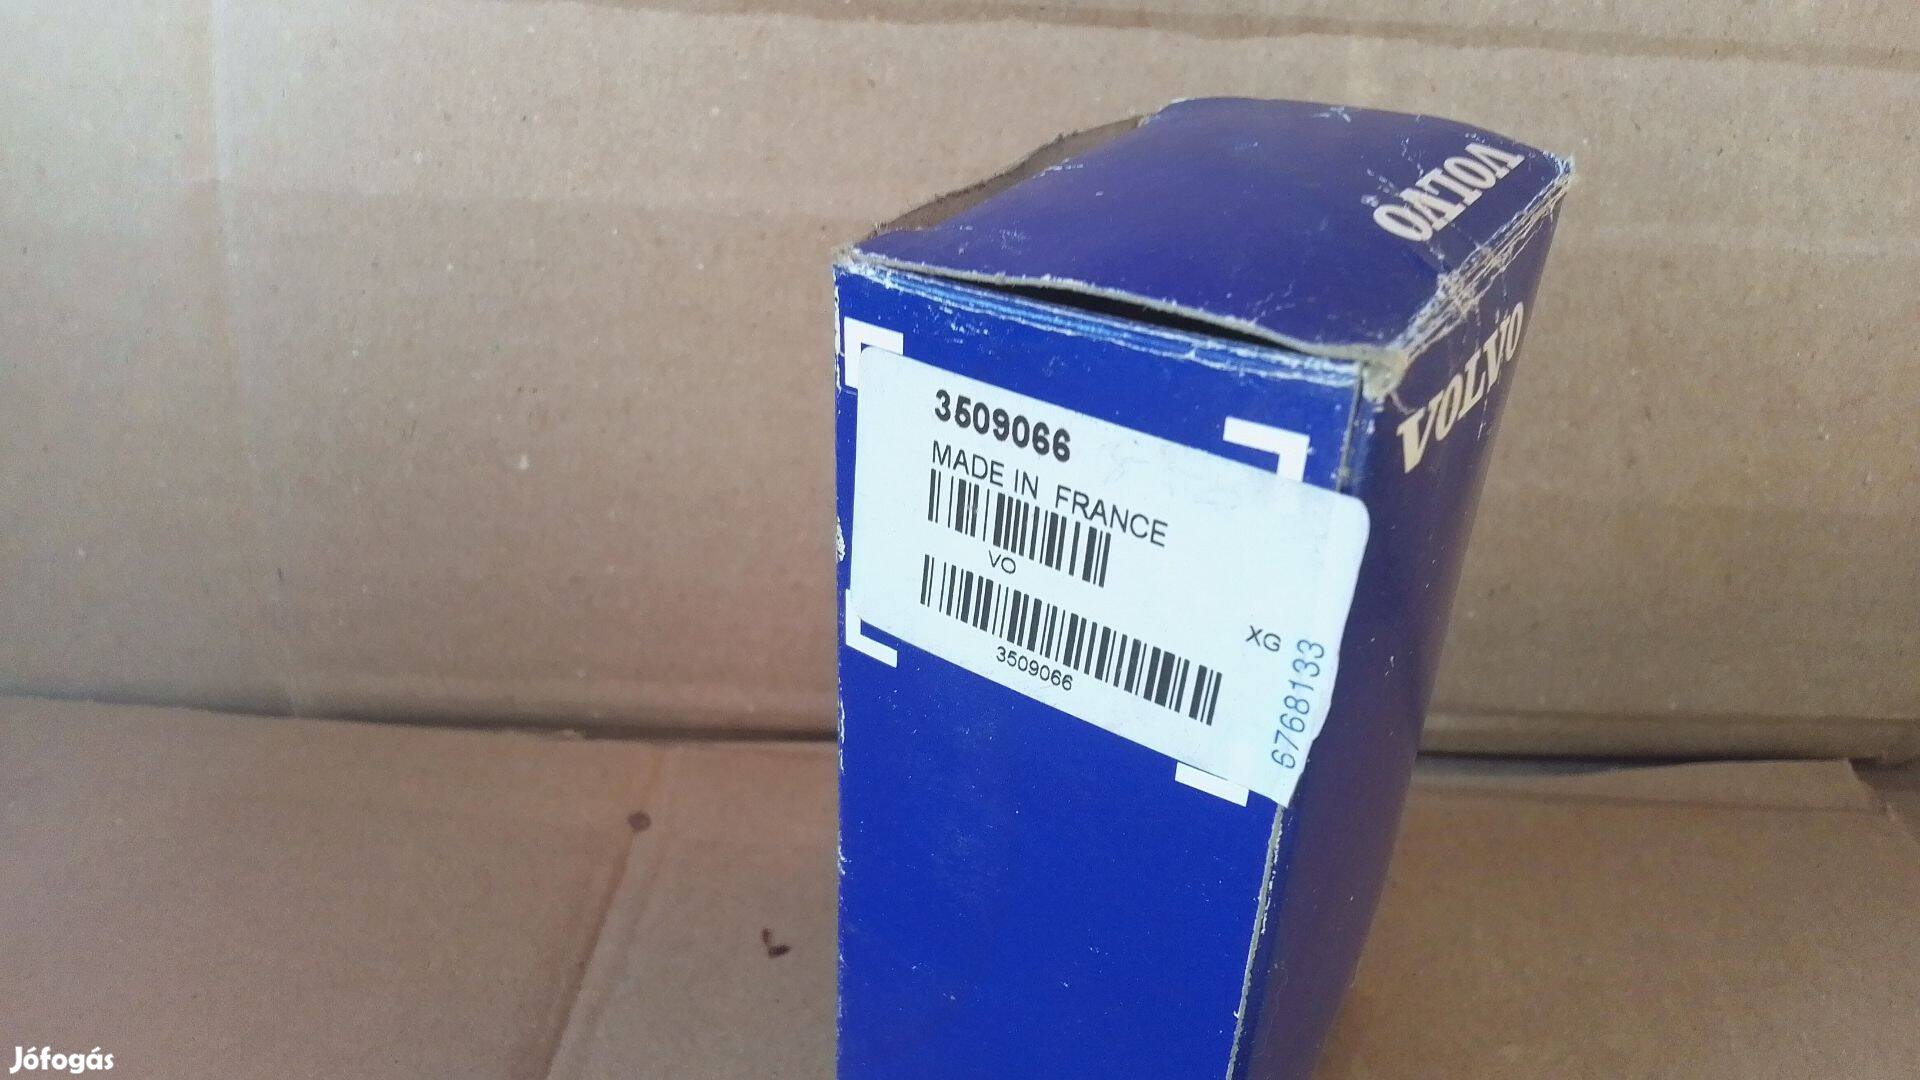 VOLVO
VOLVO
3509066
MADE IN FRANCE
VO
3509066
XG
6768133
Jófogás